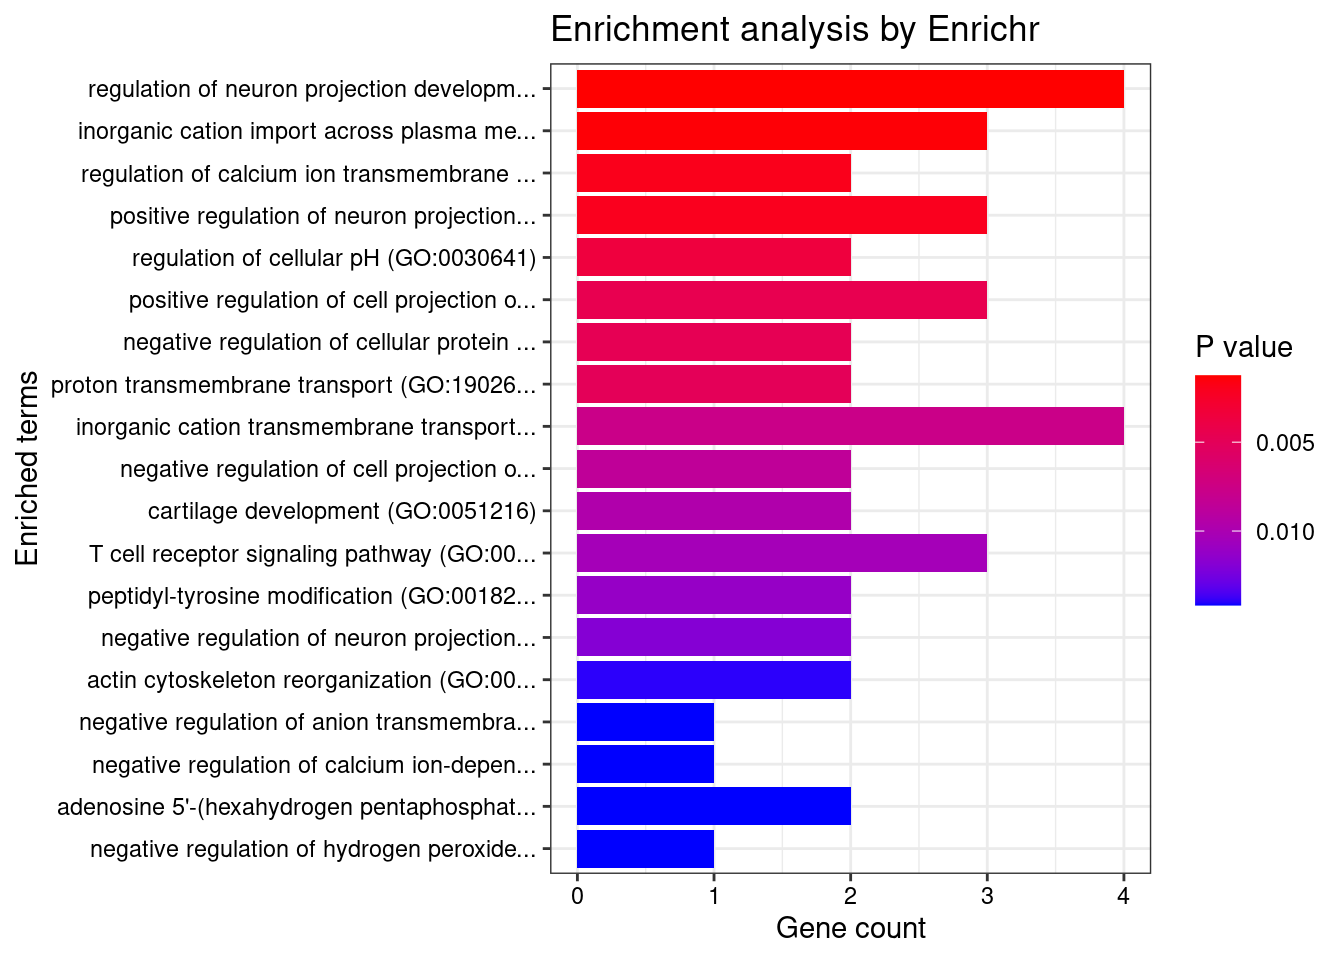 Enrichment analysis by Enrichr
regulation of neuron projection developm...
inorganic cation import across plasma me...
regulation of calcium ion transmembrane ...
positive regulation of neuron projection...
regulation of cellular pH (GO:0030641)
positive regulation of cell projection o...
negative regulation of cellular protein ...
proton transmembrane transport (GO:19026...
inorganic cation transmembrane transport...
negative regulation of cell projection o...
cartilage development (GO:0051216)
T cell receptor signaling pathway (GO:00...
peptidyl-tyrosine modification (GO:00182...
negative regulation of neuron projection...
actin cytoskeleton reorganization (GO:00...
negative regulation of anion transmembra...
negative regulation of calcium ion-depen...
adenosine 5'-(hexahydrogen pentaphosphat...
negative regulation of hydrogen peroxide...
Enriched terms
0 1 2 3 4
Gene count
P value
0.005
0.010